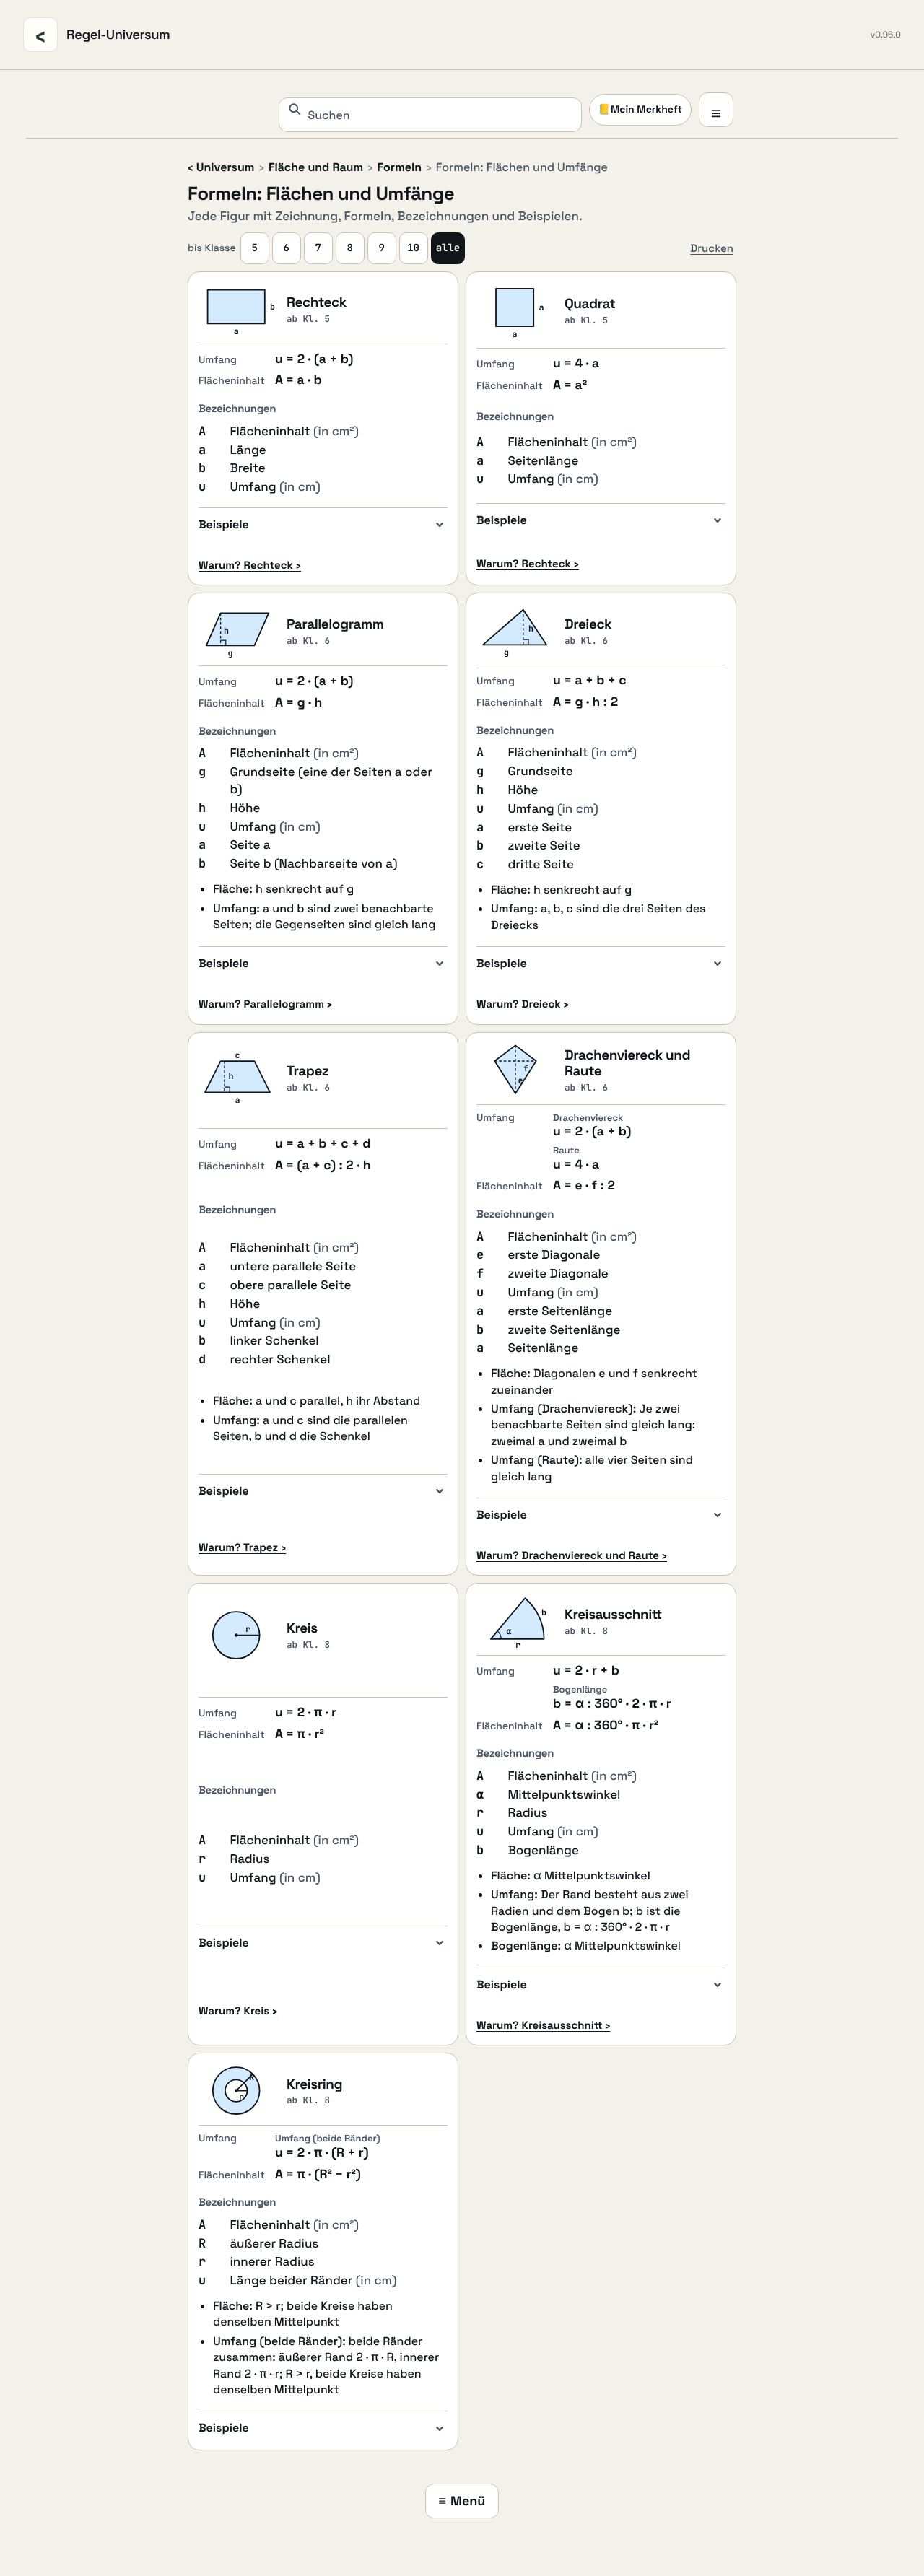 <
Regel-Universum
v0.96.0
Suchen
Mein Merkheft
≡
< Universum > Fläche und Raum > Formeln > Formeln: Flächen und Umfänge
Formeln: Flächen und Umfänge
Jede Figur mit Zeichnung, Formeln, Bezeichnungen und Beispielen.
bis Klasse 5 6 7 8 9 10 alle
Drucken
b
a
Rechteck
ab Kl. 5
Umfang u = 2 · (a + b)
Flächeninhalt A = a · b
Bezeichnungen
A Flächeninhalt (in cm²)
a Länge
b Breite
u Umfang (in cm)
Beispiele
Warum? Rechteck >
a
a
Quadrat
ab Kl. 5
Umfang u = 4 · a
Flächeninhalt A = a²
Bezeichnungen
A Flächeninhalt (in cm²)
a Seitenlänge
u Umfang (in cm)
Beispiele
Warum? Rechteck >
h
g
Parallelogramm
ab Kl. 6
Umfang u = 2 · (a + b)
Flächeninhalt A = g · h
Bezeichnungen
A Flächeninhalt (in cm²)
g Grundseite (eine der Seiten a oder
b)
h Höhe
u Umfang (in cm)
a Seite a
b Seite b (Nachbarseite von a)
• Fläche: h senkrecht auf g
• Umfang: a und b sind zwei benachbarte
Seiten; die Gegenseiten sind gleich lang
Beispiele
Warum? Parallelogramm >
h
g
Dreieck
ab Kl. 6
Umfang u = a + b + c
Flächeninhalt A = g · h : 2
Bezeichnungen
A Flächeninhalt (in cm²)
g Grundseite
h Höhe
u Umfang (in cm)
a erste Seite
b zweite Seite
c dritte Seite
• Fläche: h senkrecht auf g
• Umfang: a, b, c sind die drei Seiten des
Dreiecks
Beispiele
Warum? Dreieck >
c
h
a
Trapez
ab Kl. 6
Umfang u = a + b + c + d
Flächeninhalt A = (a + c) : 2 · h
Bezeichnungen
A Flächeninhalt (in cm²)
a untere parallele Seite
c obere parallele Seite
h Höhe
u Umfang (in cm)
b linker Schenkel
d rechter Schenkel
• Fläche: a und c parallel, h ihr Abstand
• Umfang: a und c sind die parallelen
Seiten, b und d die Schenkel
Beispiele
Warum? Trapez >
f
e
Drachenviereck und
Raute
ab Kl. 6
Umfang Drachenviereck
u = 2 · (a + b)
Raute
u = 4 · a
Flächeninhalt A = e · f : 2
Bezeichnungen
A Flächeninhalt (in cm²)
e erste Diagonale
f zweite Diagonale
u Umfang (in cm)
a erste Seitenlänge
b zweite Seitenlänge
a Seitenlänge
• Fläche: Diagonalen e und f senkrecht
zueinander
• Umfang (Drachenviereck): Je zwei
benachbarte Seiten sind gleich lang:
zweimal a und zweimal b
• Umfang (Raute): alle vier Seiten sind
gleich lang
Beispiele
Warum? Drachenviereck und Raute >
r
Kreis
ab Kl. 8
Umfang u = 2 · π · r
Flächeninhalt A = π · r²
Bezeichnungen
A Flächeninhalt (in cm²)
r Radius
u Umfang (in cm)
Beispiele
Warum? Kreis >
b
α
r
Kreisausschnitt
ab Kl. 8
Umfang u = 2 · r + b
Bogenlänge
b = α : 360° · 2 · π · r
Flächeninhalt A = α : 360° · π · r²
Bezeichnungen
A Flächeninhalt (in cm²)
α Mittelpunktswinkel
r Radius
u Umfang (in cm)
b Bogenlänge
• Fläche: α Mittelpunktswinkel
• Umfang: Der Rand besteht aus zwei
Radien und dem Bogen b; b ist die
Bogenlänge, b = α : 360° · 2 · π · r
• Bogenlänge: α Mittelpunktswinkel
Beispiele
Warum? Kreisausschnitt >
R
r
Kreisring
ab Kl. 8
Umfang Umfang (beide Ränder)
u = 2 · π · (R + r)
Flächeninhalt A = π · (R² − r²)
Bezeichnungen
A Flächeninhalt (in cm²)
R äußerer Radius
r innerer Radius
u Länge beider Ränder (in cm)
• Fläche: R > r; beide Kreise haben
denselben Mittelpunkt
• Umfang (beide Ränder): beide Ränder
zusammen: äußerer Rand 2 · π · R, innerer
Rand 2 · π · r; R > r, beide Kreise haben
denselben Mittelpunkt
Beispiele
≡ Menü